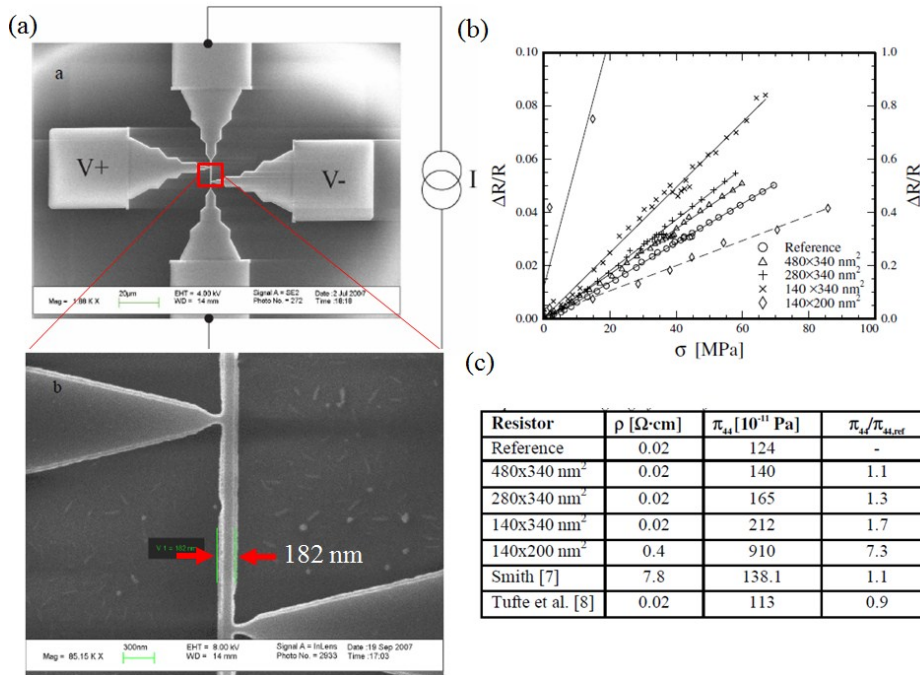 (a)
a
V+
V-
I
Mag = 1.88 K X
20µm
EHT = 4.00 kV
WD = 14 mm
Signal A = SE2
Photo No. = 272
Date :2 Jul 2007
Time :18:18
b
V 1 = 182 nm
182 nm
Mag = 85.15 K X
300nm
EHT = 8.00 kV
WD = 14 mm
Signal A = InLens
Photo No. = 2933
Date :19 Sep 2007
Time :17:03
(b)
0.10
0.08
0.06
0.04
0.02
0.00
ΔR/R
1.0
0.8
0.6
0.4
0.2
0.0
ΔR/R
0 20 40 60 80 100
σ [MPa]
Reference
480×340 nm²
280×340 nm²
140 ×340 nm²
140×200 nm²
(c)
Resistor ρ [Ω·cm] π₄₄ [10⁻¹¹ Pa] π₄₄/π₄₄,ref
Reference 0.02 124 -
480x340 nm² 0.02 140 1.1
280x340 nm² 0.02 165 1.3
140x340 nm² 0.02 212 1.7
140x200 nm² 0.4 910 7.3
Smith [7] 7.8 138.1 1.1
Tufte et al. [8] 0.02 113 0.9